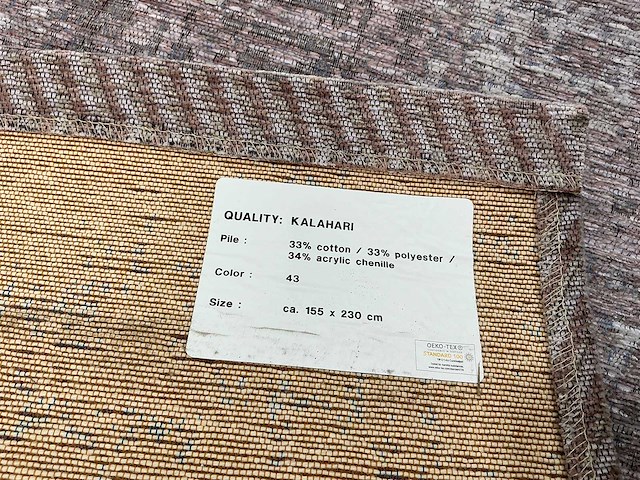 QUALITY: KALAHARI
Pile : 33% cotton / 33% polyester /
34% acrylic chenille
Color : 43
Size : ca. 155 x 230 cm
OEKO-TEX®
STANDARD 100